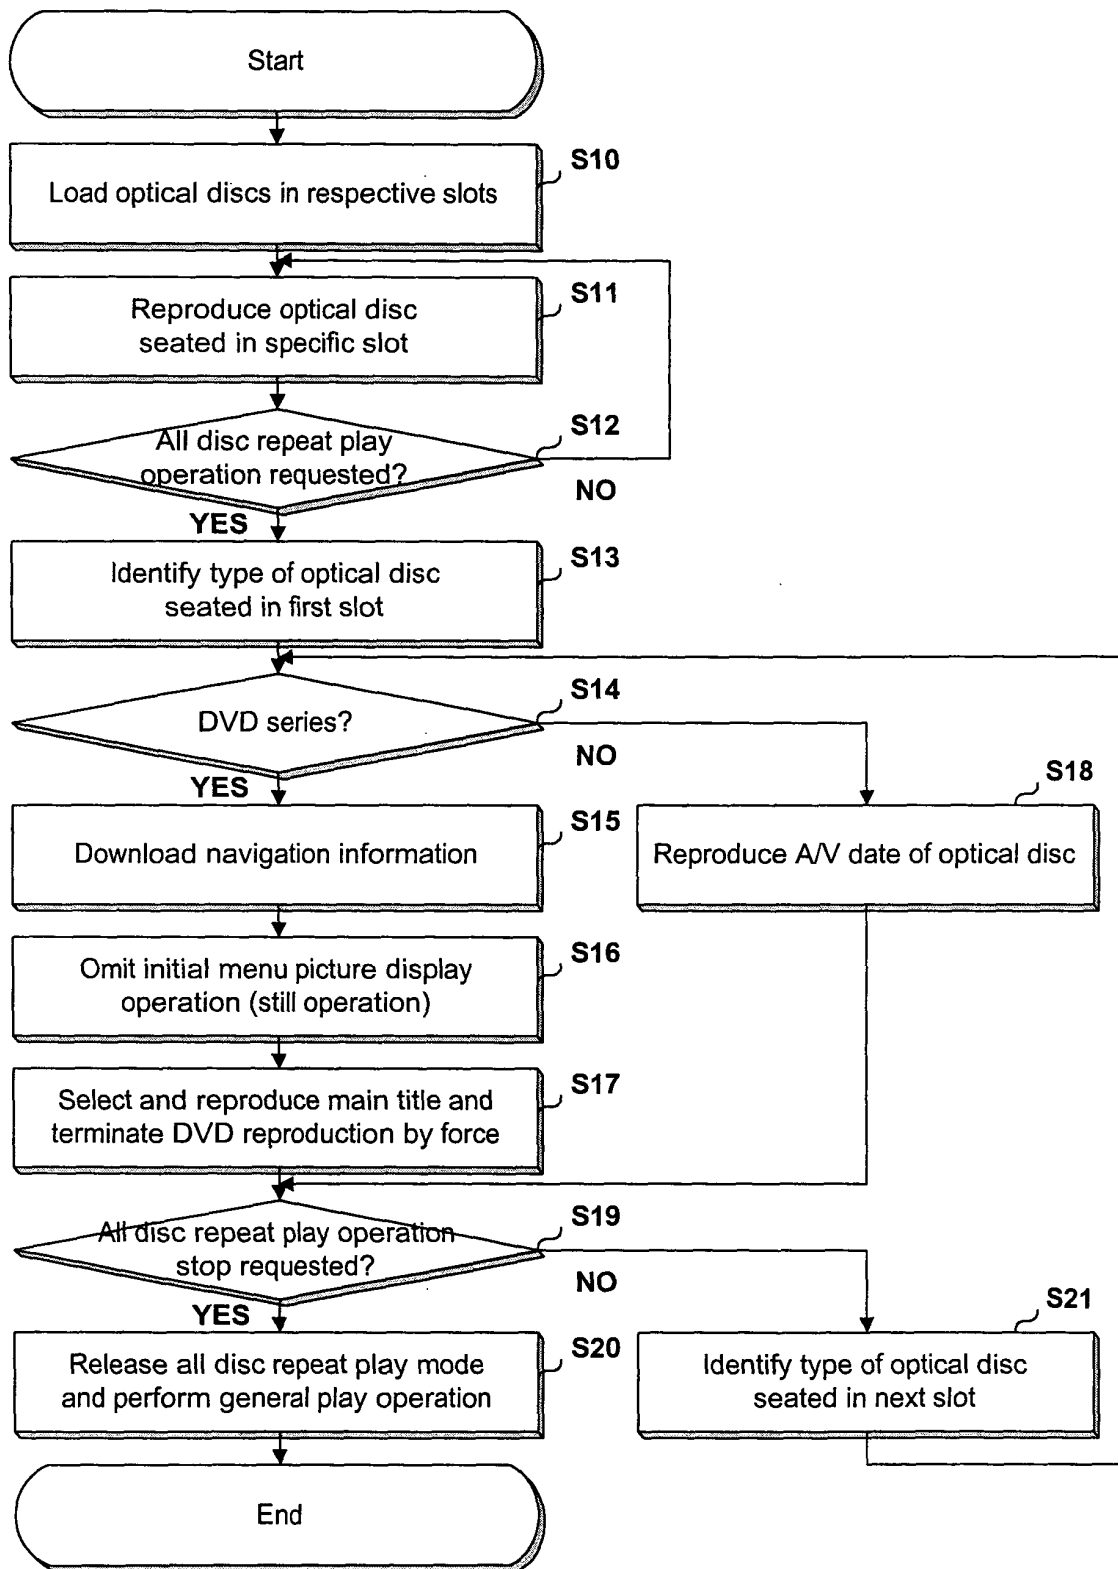 Start
S10
Load optical discs in respective slots
S11
Reproduce optical disc
seated in specific slot
S12
All disc repeat play
operation requested?
NO
YES
S13
Identify type of optical disc
seated in first slot
S14
DVD series?
NO
YES
S18
Reproduce A/V date of optical disc
S15
Download navigation information
S16
Omit initial menu picture display
operation (still operation)
S17
Select and reproduce main title and
terminate DVD reproduction by force
S19
All disc repeat play operation
stop requested?
NO
YES
S21
Identify type of optical disc
seated in next slot
S20
Release all disc repeat play mode
and perform general play operation
End